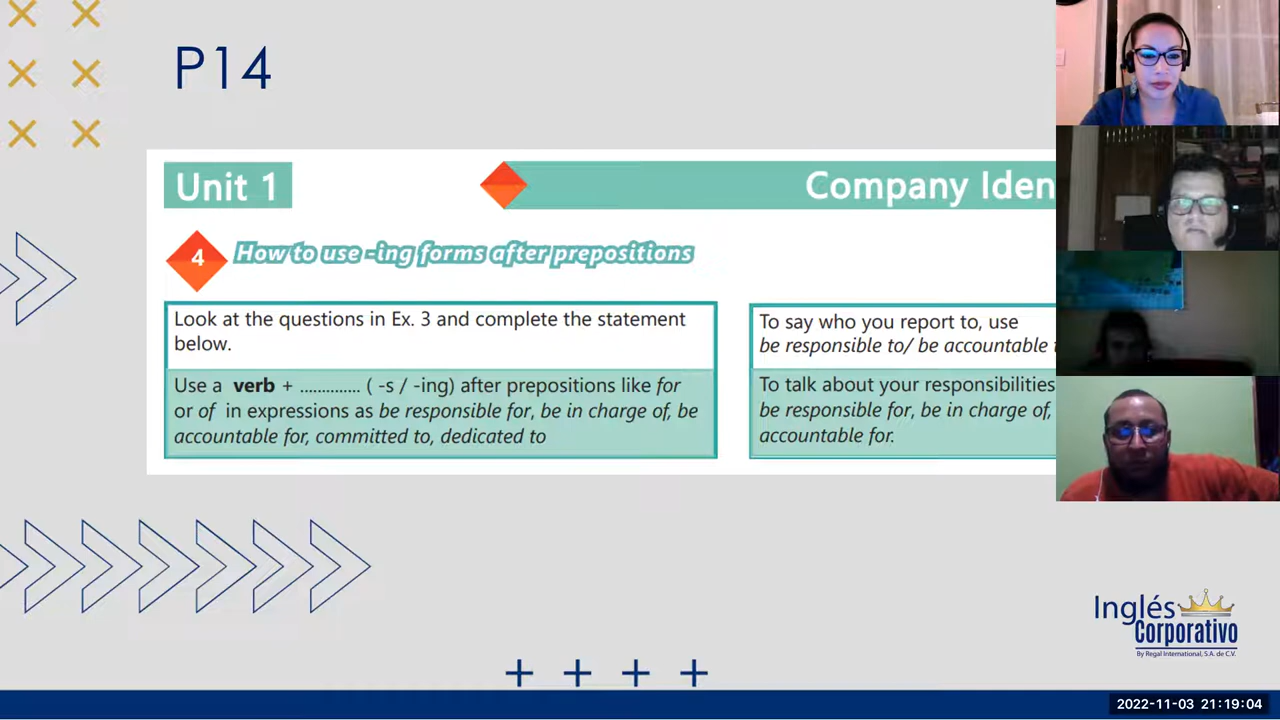 P14
Unit 1
Company Iden
4
How to use -ing forms after prepositions
Look at the questions in Ex. 3 and complete the statement
below.
Use a verb + .............. ( -s / -ing) after prepositions like for
or of in expressions as be responsible for, be in charge of, be
accountable for, committed to, dedicated to
To say who you report to, use
be responsible to/ be accountable
To talk about your responsibilities
be responsible for, be in charge of,
accountable for.
Inglés
Corporativo
By Regal International, S.A. de C.V.
2022-11-03 21:19:04